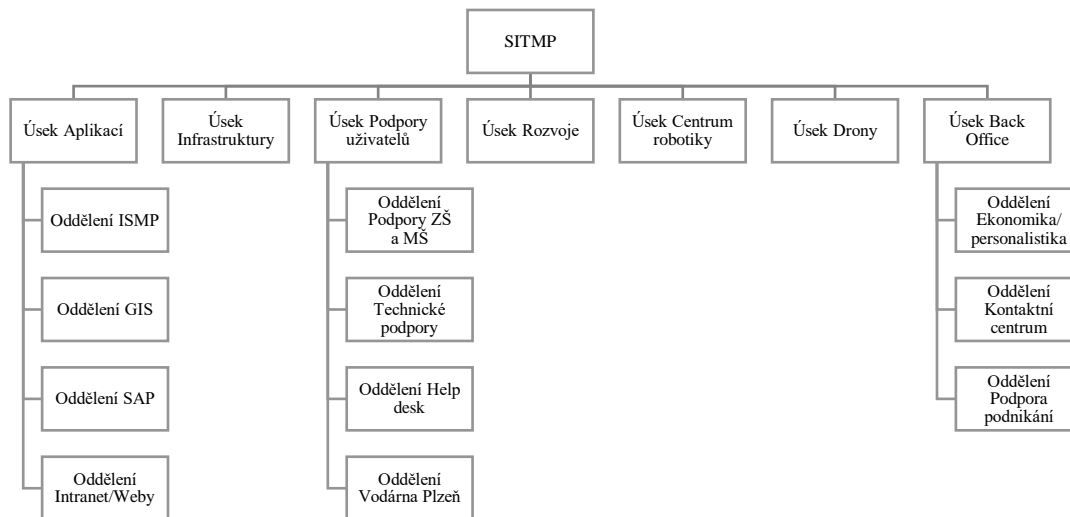 SITMP
Úsek Aplikací
Úsek
Infrastruktury
Úsek Podpory
uživatelů
Úsek Rozvoje
Úsek Centrum
robotiky
Úsek Drony
Úsek Back
Office
Oddělení ISMP
Oddělení GIS
Oddělení SAP
Oddělení
Intranet/Weby
Oddělení
Podpory ZŠ
a MŠ
Oddělení
Technické
podpory
Oddělení Help
desk
Oddělení
Vodárna Plzeň
Oddělení
Ekonomika/
personalistika
Oddělení
Kontaktní
centrum
Oddělení
Podpora
podnikání